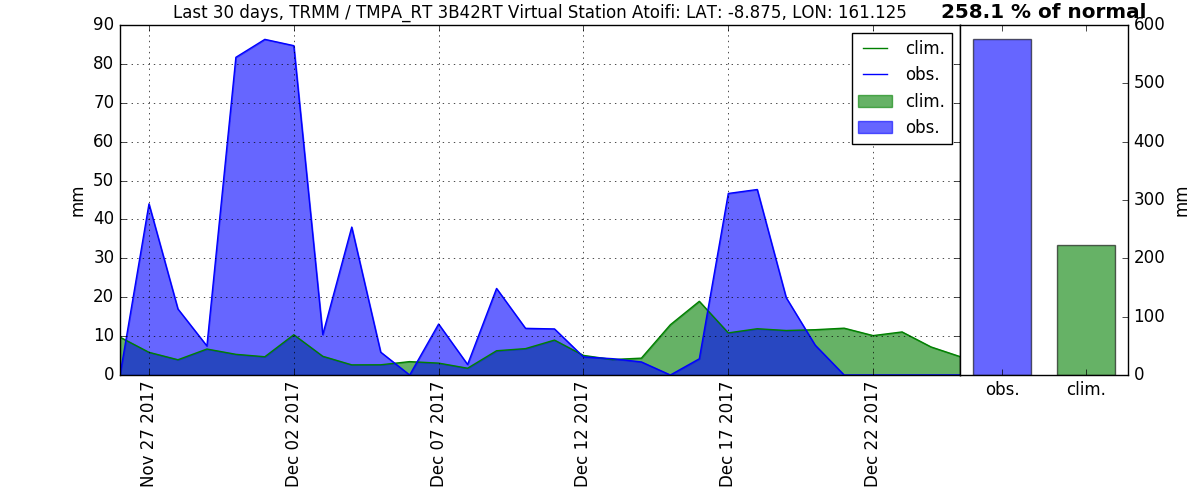 Last 30 days, TRMM / TMPA_RT 3B42RT Virtual Station Atoifi: LAT: -8.875, LON: 161.125
258.1 % of normal
90
80
70
60
50
40
30
20
10
0
mm
clim.
obs.
clim.
obs.
Nov 27 2017
Dec 02 2017
Dec 07 2017
Dec 12 2017
Dec 17 2017
Dec 22 2017
600
500
400
300
200
100
0
mm
obs.
clim.